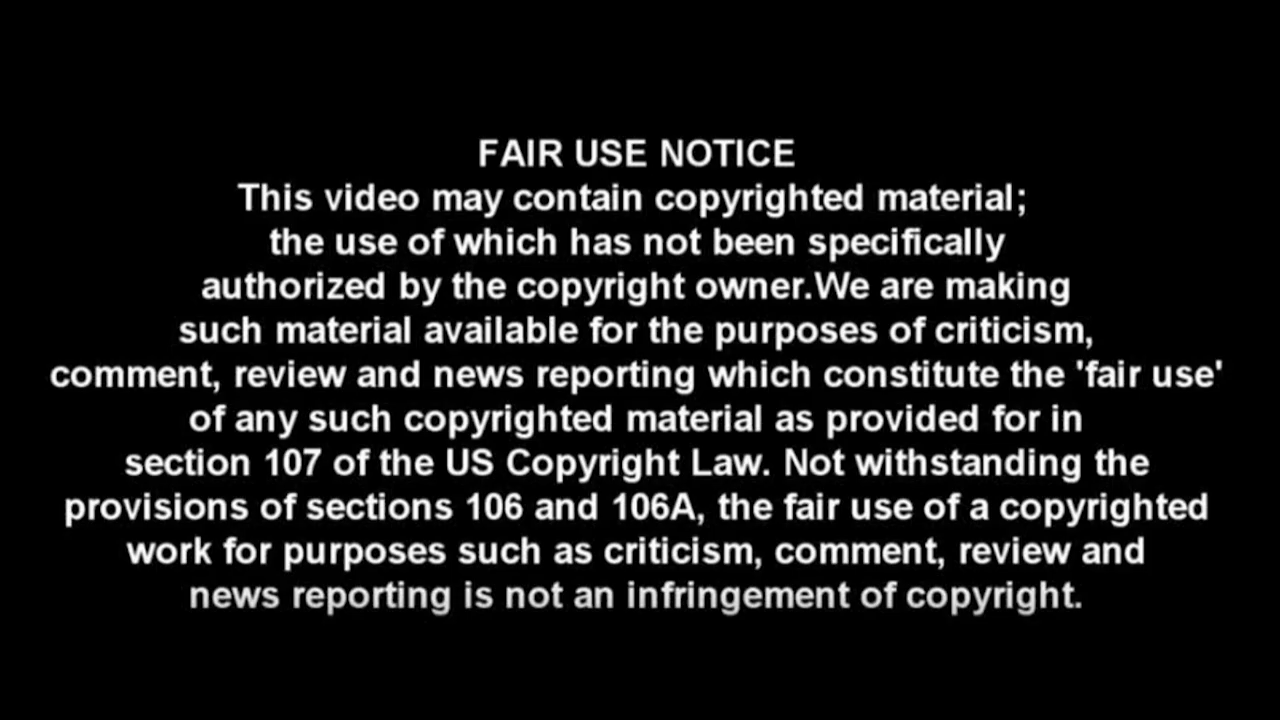 FAIR USE NOTICE
This video may contain copyrighted material;
the use of which has not been specifically
authorized by the copyright owner.We are making
such material available for the purposes of criticism,
comment, review and news reporting which constitute the 'fair use'
of any such copyrighted material as provided for in
section 107 of the US Copyright Law. Not withstanding the
provisions of sections 106 and 106A, the fair use of a copyrighted
work for purposes such as criticism, comment, review and
news reporting is not an infringement of copyright.